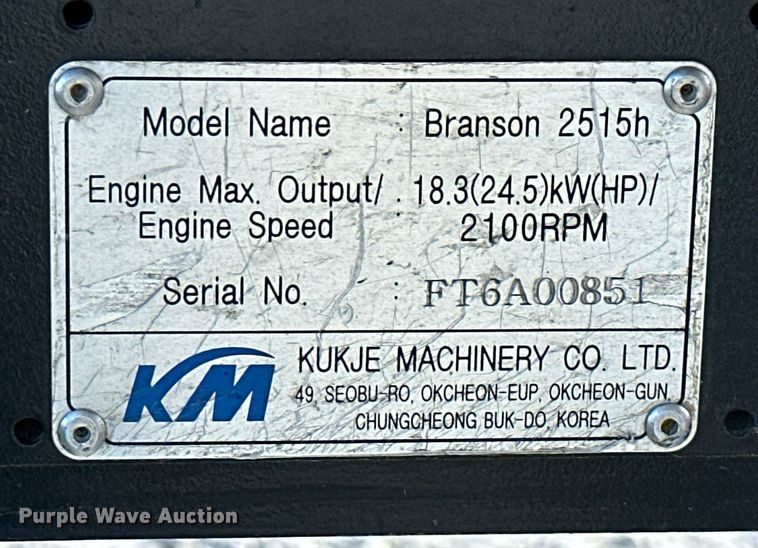 Model Name : Branson 2515h
Engine Max. Output/ : 18.3(24.5)kW(HP)/
Engine Speed 2100RPM
Serial No. : FT6A00851
KM KUKJE MACHINERY CO. LTD.
49, SEOBU-RO, OKCHEON-EUP, OKCHEON-GUN,
CHUNGCHEONG BUK-DO, KOREA
Purple Wave Auction